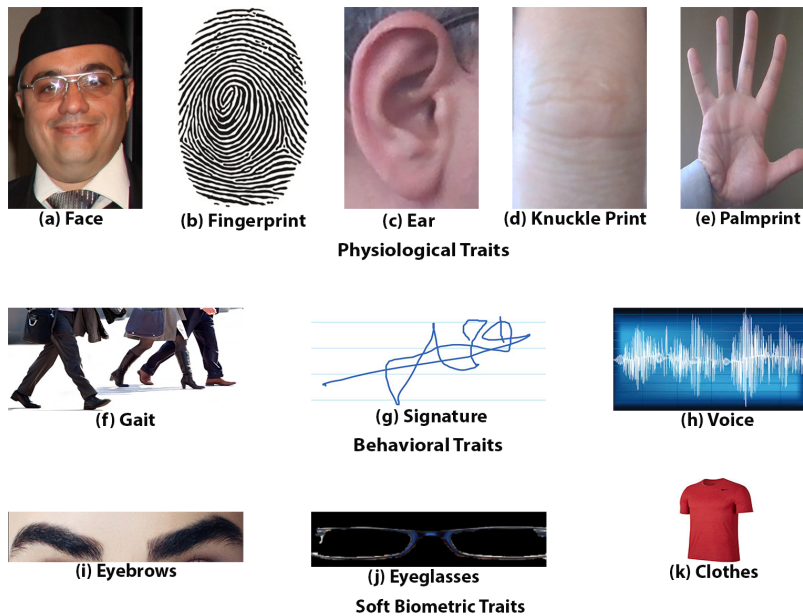 (a) Face
(b) Fingerprint
(c) Ear
(d) Knuckle Print
(e) Palmprint
Physiological Traits
(f) Gait
(g) Signature
(h) Voice
Behavioral Traits
(i) Eyebrows
(j) Eyeglasses
(k) Clothes
Soft Biometric Traits